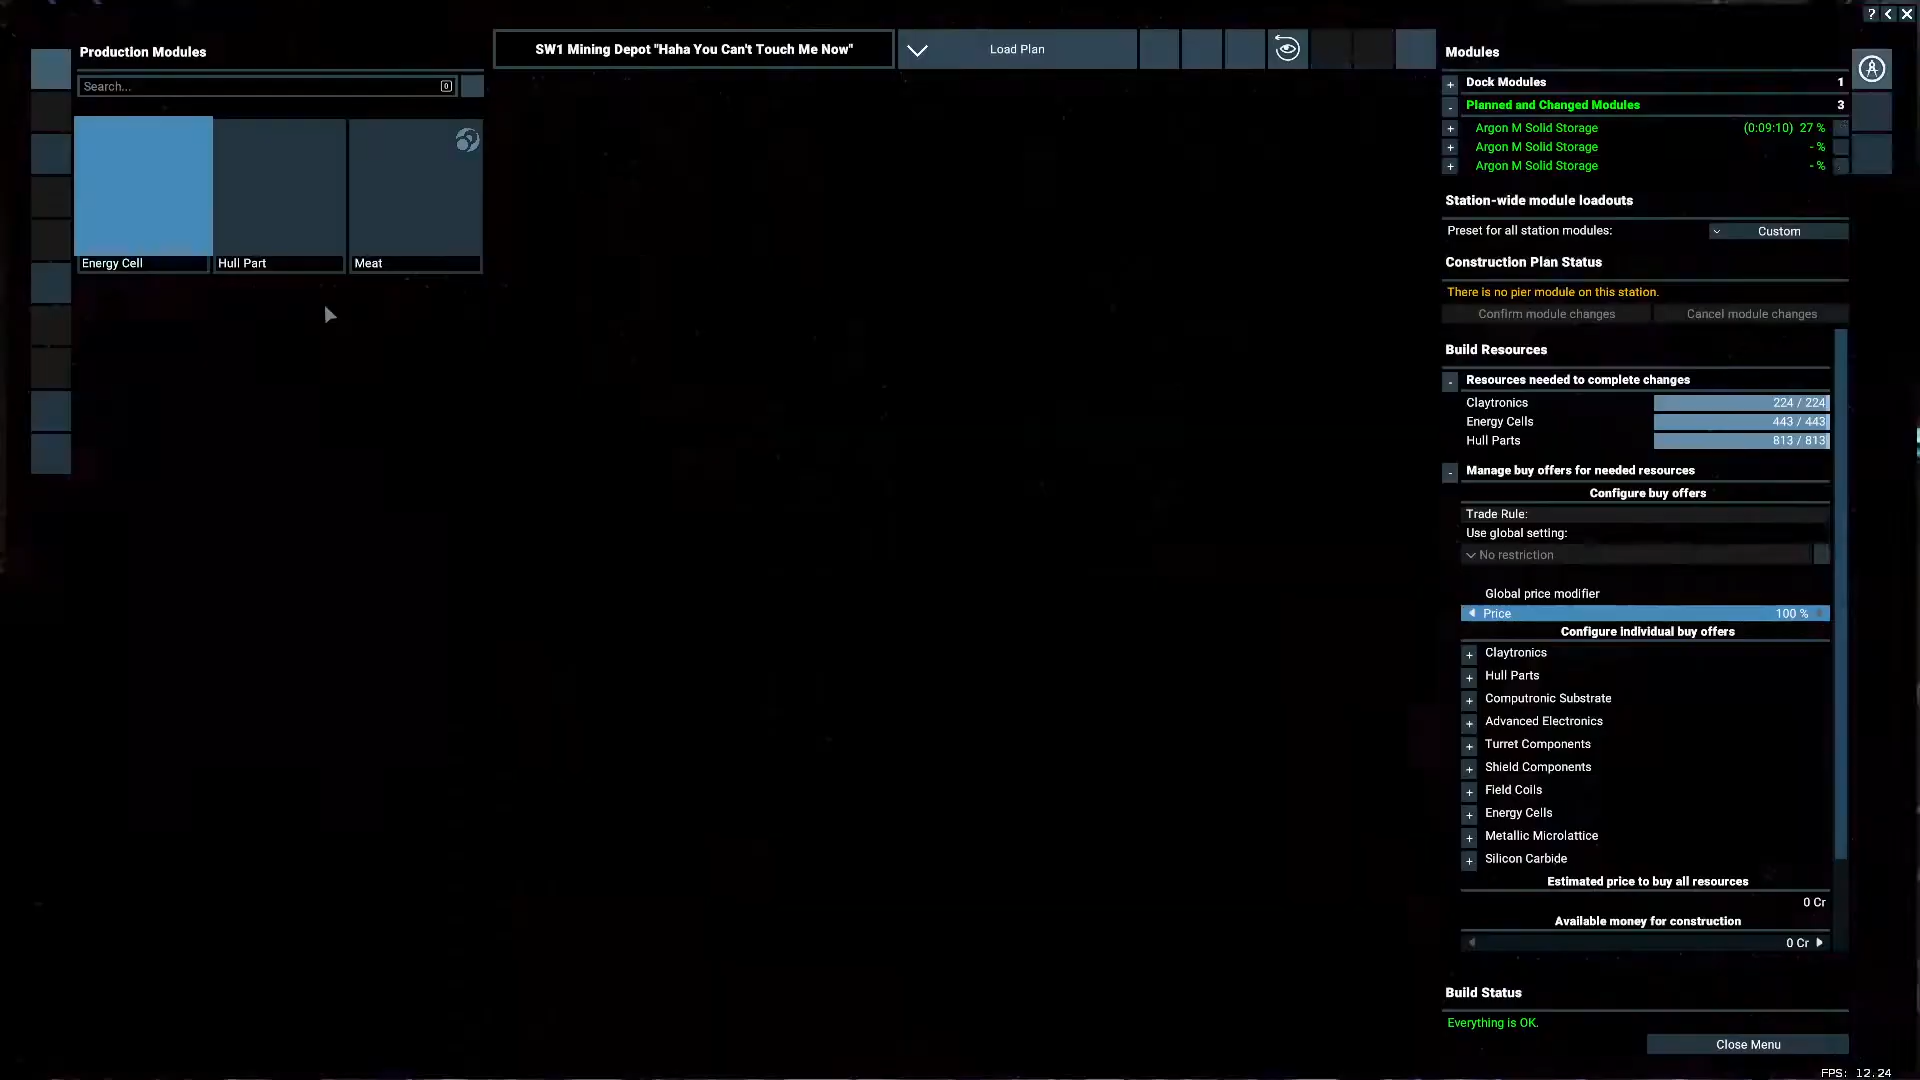 Production Modules
Search...
0
Energy Cell
Hull Part
Meat
SW1 Mining Depot "Haha You Can't Touch Me Now"
Load Plan
?
Modules
+ Dock Modules 1
- Planned and Changed Modules 3
+ Argon M Solid Storage (0:09:10) 27 %
+ Argon M Solid Storage - %
+ Argon M Solid Storage - %
Station-wide module loadouts
Preset for all station modules: Custom
Construction Plan Status
There is no pier module on this station.
Confirm module changes Cancel module changes
Build Resources
- Resources needed to complete changes
Claytronics 224 / 224
Energy Cells 443 / 443
Hull Parts 813 / 813
- Manage buy offers for needed resources
Configure buy offers
Trade Rule:
Use global setting:
No restriction
Global price modifier
Price 100 %
Configure individual buy offers
+ Claytronics
+ Hull Parts
+ Computronic Substrate
+ Advanced Electronics
+ Turret Components
+ Shield Components
+ Field Coils
+ Energy Cells
+ Metallic Microlattice
+ Silicon Carbide
Estimated price to buy all resources
0 Cr
Available money for construction
0 Cr
Build Status
Everything is OK.
Close Menu
FPS: 12.24